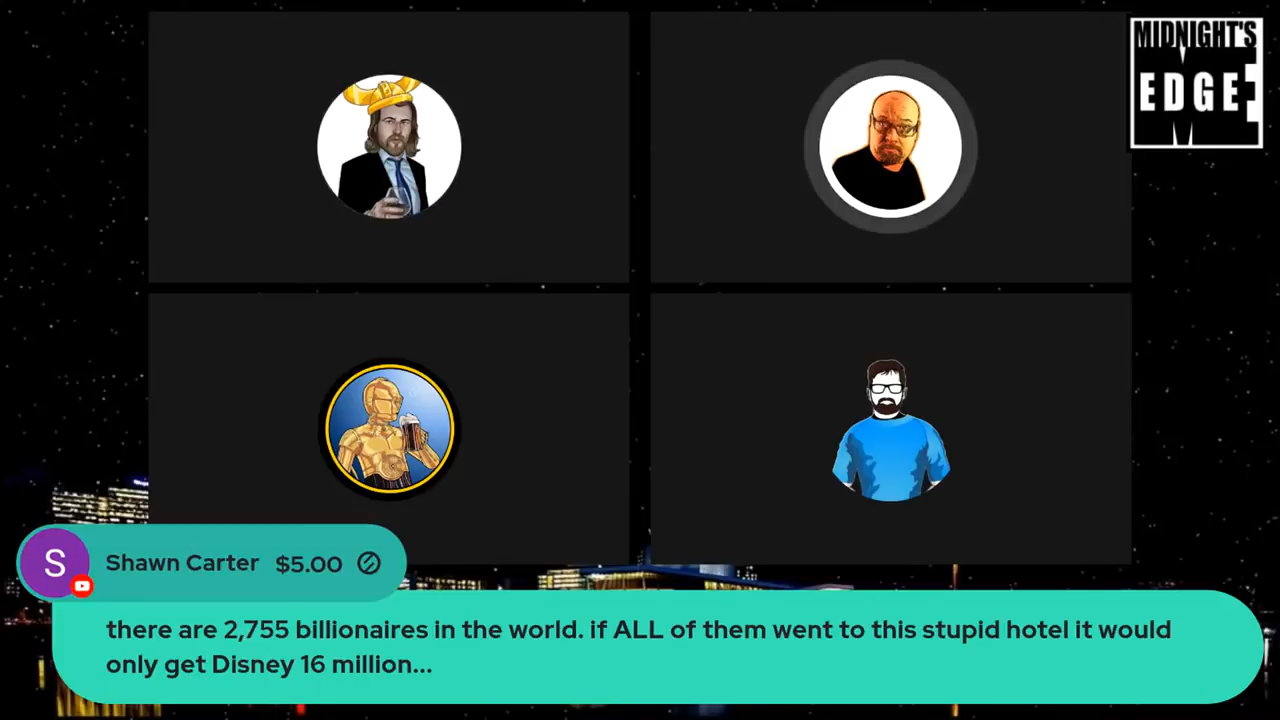 MIDNIGHT'S
EDGE
S
Shawn Carter $5.00
there are 2,755 billionaires in the world. if ALL of them went to this stupid hotel it would
only get Disney 16 million...